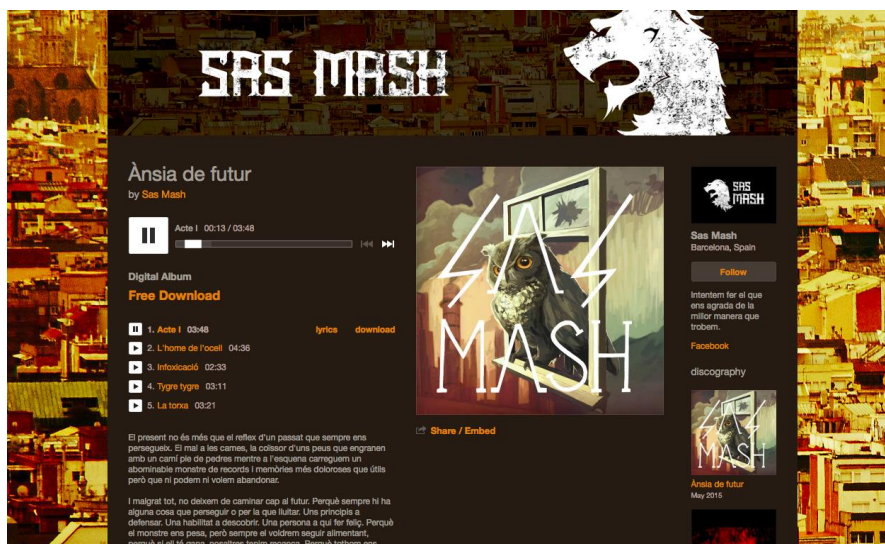 SAS MASH
Ànsia de futur
by Sas Mash
Acte I 00:13 / 03:48
Digital Album
Free Download
1. Acte I 03:48 lyrics download
2. L'home de l'ocell 04:36
3. Infoxicació 02:33
4. Tygre tygre 03:11
5. La torxa 03:21
El present no és més que el reflex d'un passat que sempre ens
persegueix. El mal a les cames, la coïssor d'uns peus que engranen
amb un camí ple de pedres mentre a l'esquena carreguem un
abominable monstre de records i memòries més doloroses que útils
però que ni podem ni volem abandonar.
I malgrat tot, no deixem de caminar cap al futur. Perquè sempre hi ha
alguna cosa que perseguir o per la que lluitar. Uns principis a
defensar. Una habilitat a descobrir. Una persona a qui fer feliç. Perquè
el monstre ens pesa, però sempre el voldrem seguir alimentant,
SAS
MASH
Share / Embed
SAS
MASH
Sas Mash
Barcelona, Spain
Follow
Intentem fer el que
ens agrada de la
millor manera que
trobem.
Facebook
discography
SAS
MASH
Ànsia de futur
May 2015